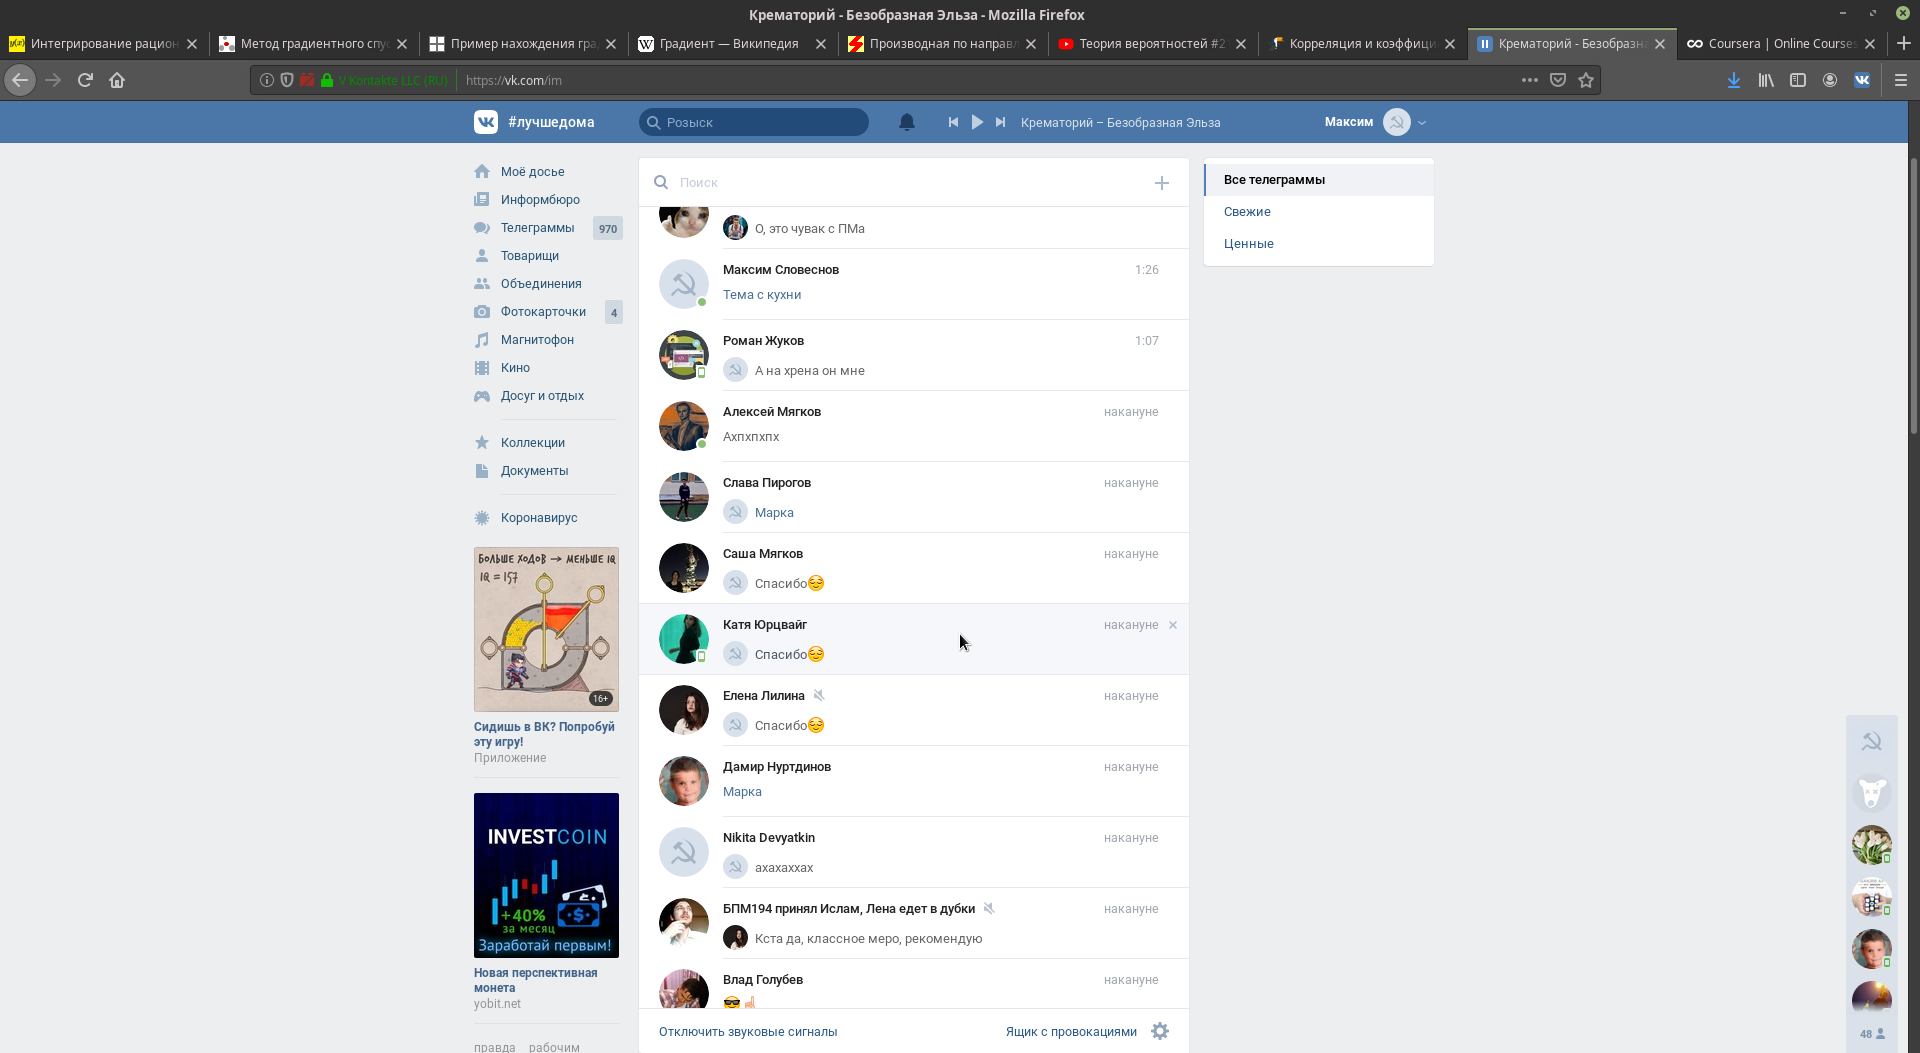 Крематорий - Безобразная Эльза - Mozilla Firefox
Интегрирование рацион
Метод градиентного спус
Пример нахождения гра
Градиент — Википедия
Производная по направл
Теория вероятностей #2
Корреляция и коэффици
Крематорий - Безобразна
Coursera | Online Courses
V Kontakte LLC (RU)
https://vk.com/im
#лучшедома
Розыск
Крематорий – Безобразная Эльза
Максим
Моё досье
Информбюро
Телеграммы 970
Товарищи
Объединения
Фотокарточки 4
Магнитофон
Кино
Досуг и отдых
Коллекции
Документы
Коронавирус
БОЛЬШЕ ХОДОВ → МЕНЬШЕ IQ
IQ = 157
16+
Сидишь в ВК? Попробуй
эту игру!
Приложение
INVESTCOIN
+40%
за месяц
Заработай первым!
Новая перспективная
монета
yobit.net
правда рабочим
Поиск
О, это чувак с ПМа
Максим Словеснов 1:26
Тема с кухни
Роман Жуков 1:07
А на хрена он мне
Алексей Мягков накануне
Ахпхпхпх
Слава Пирогов накануне
Марка
Саша Мягков накануне
Спасибо😌
Катя Юрцвайг накануне
Спасибо😌
Елена Лилина накануне
Спасибо😌
Дамир Нуртдинов накануне
Марка
Nikita Devyatkin накануне
ахахаххах
БПМ194 принял Ислам, Лена едет в дубки накануне
Кста да, классное меро, рекомендую
Влад Голубев накануне
😎☝
Отключить звуковые сигналы
Ящик с провокациями
Все телеграммы
Свежие
Ценные
48